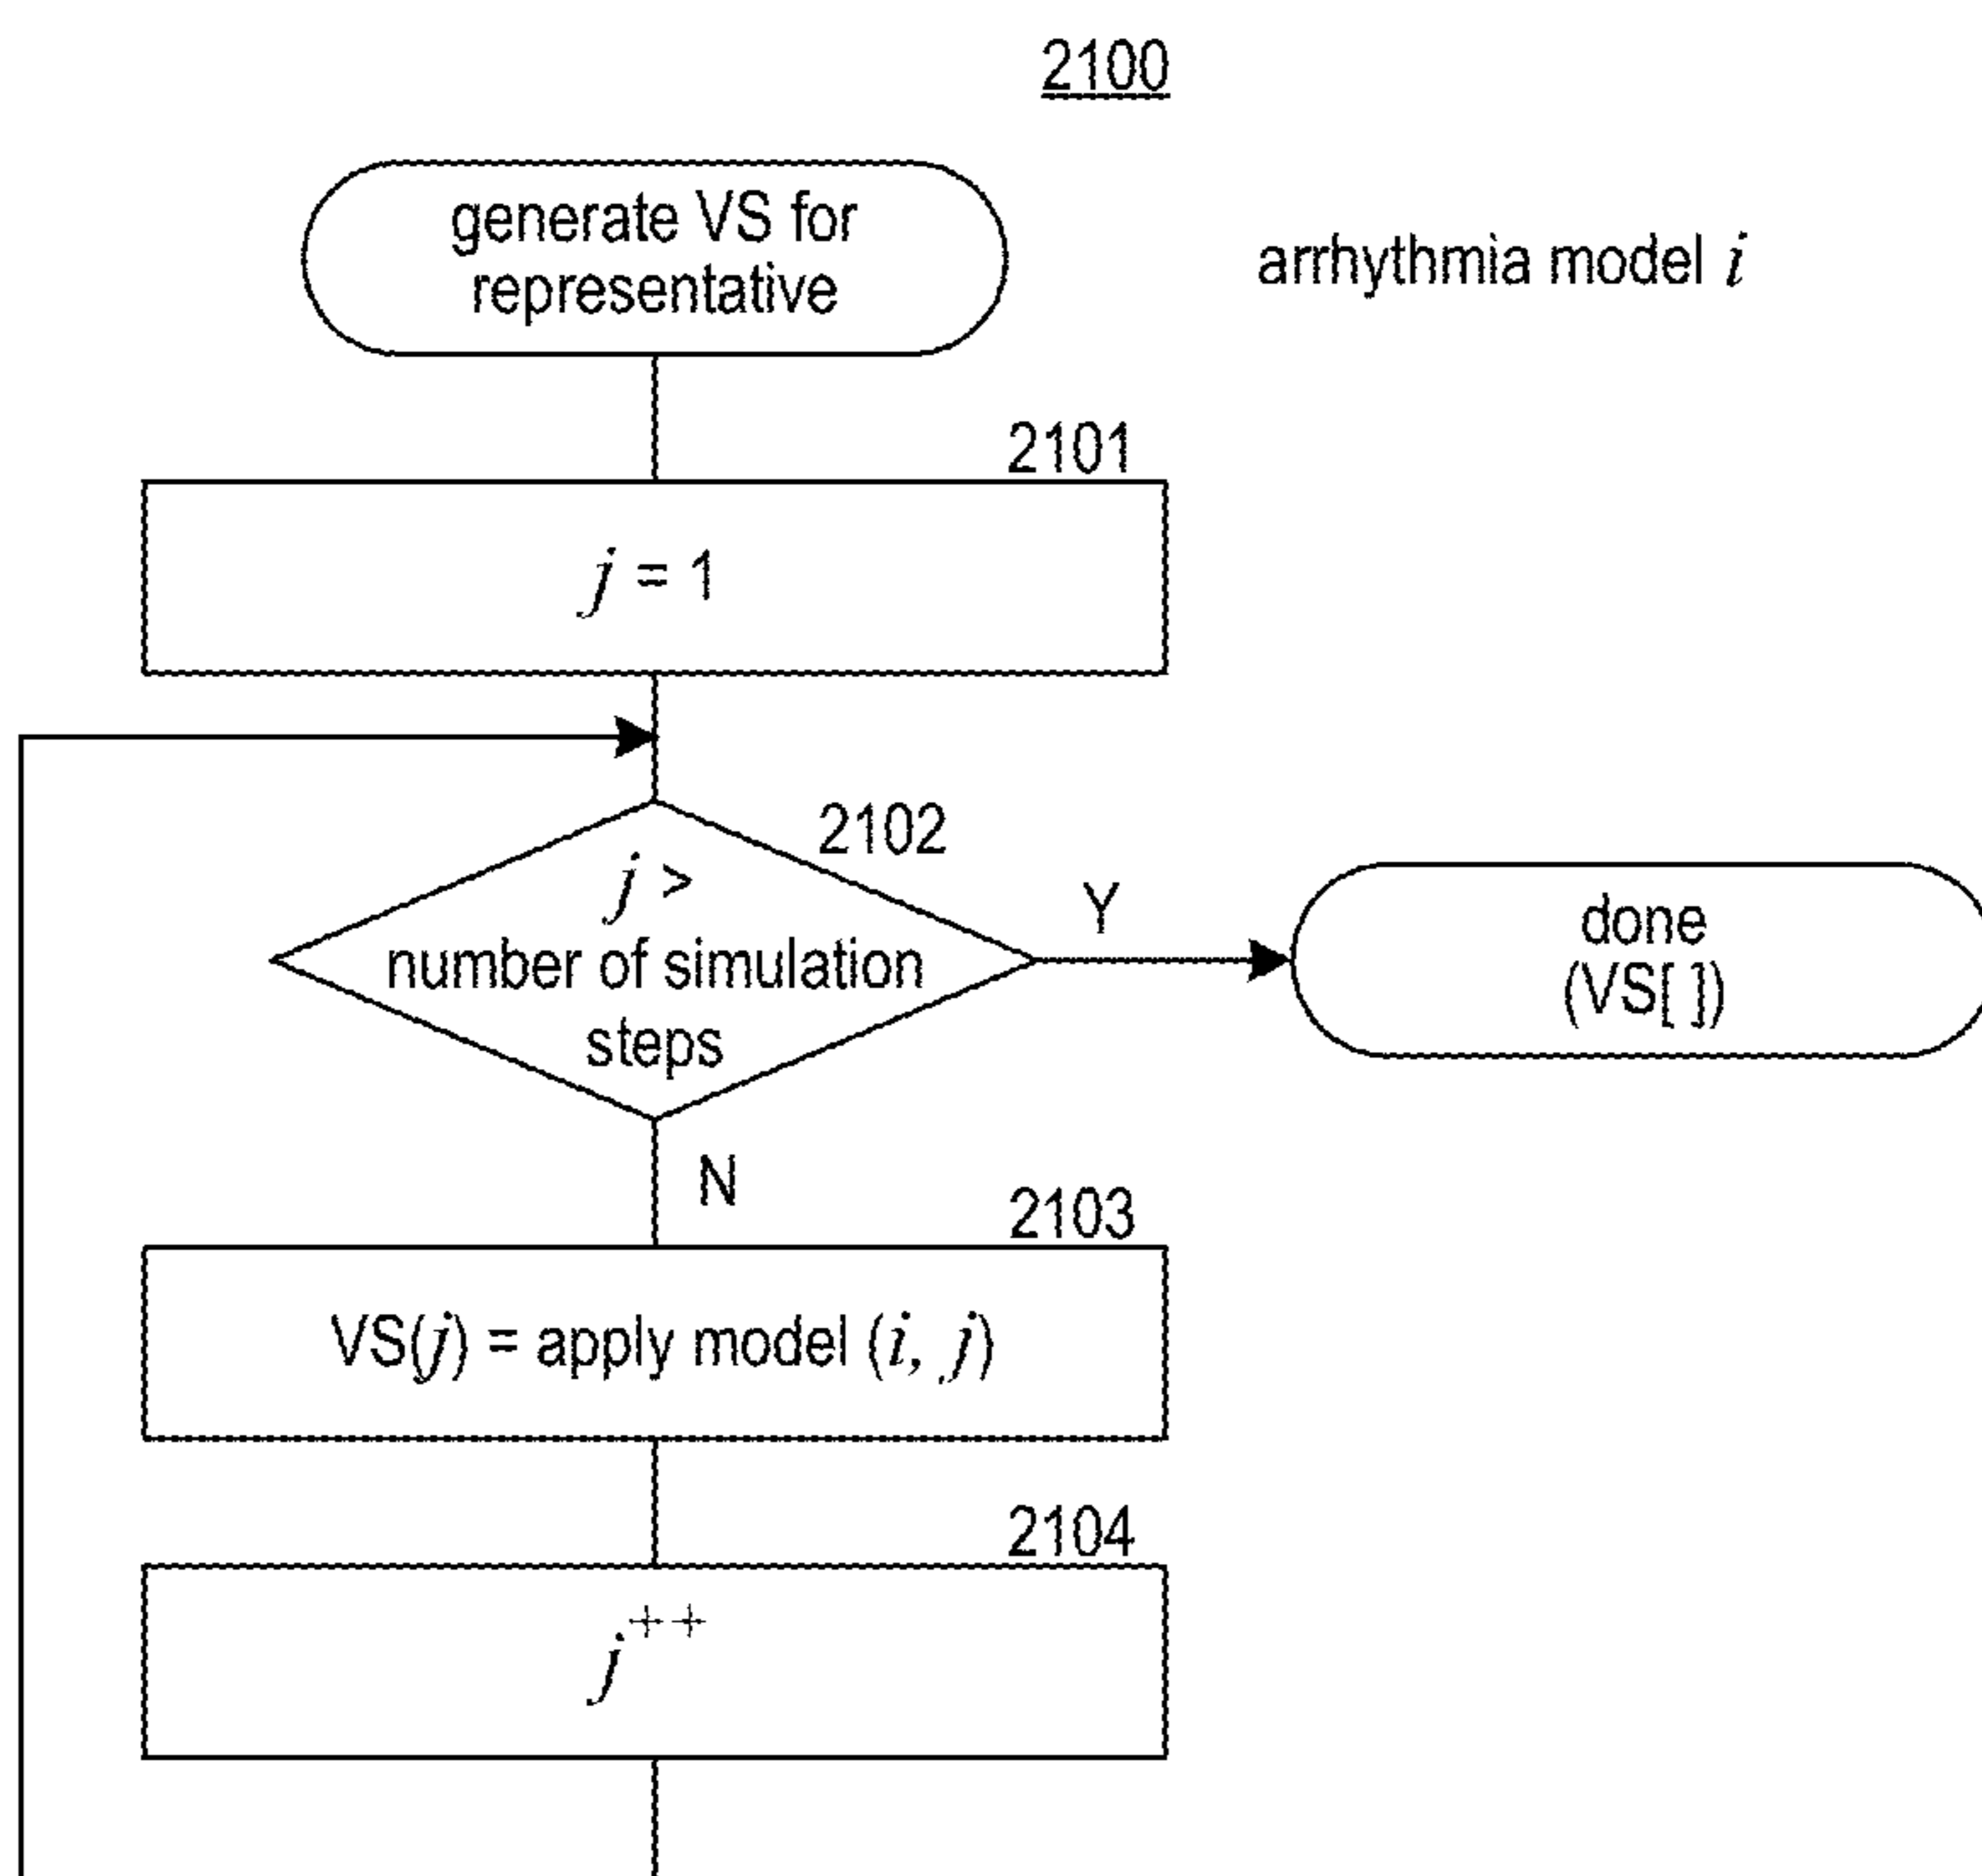 2100
generate VS for
representative
arrhythmia model i
2101
j = 1
2102
j >
number of simulation
steps
Y
done
(VS[ ])
N
2103
VS(j) = apply model (i, j)
2104
j++